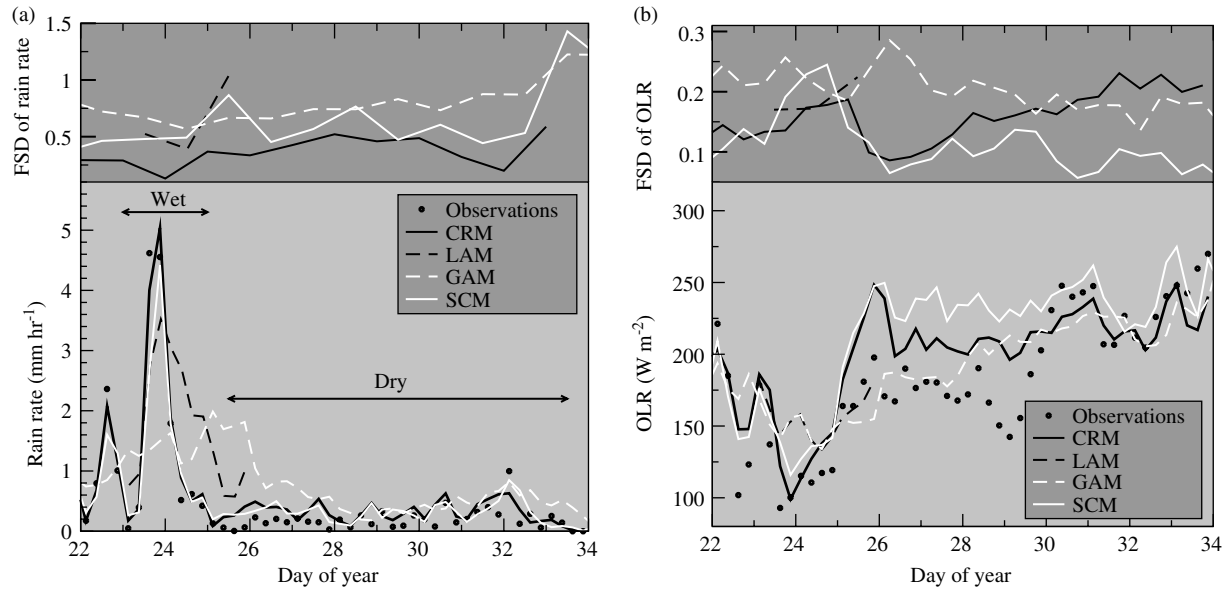 (a)
1.5
1
0.5
FSD of rain rate
Wet
Observations
CRM
LAM
GAM
SCM
Dry
5
4
3
2
1
0
Rain rate (mm hr-1)
22 24 26 28 30 32 34
Day of year
(b)
0.3
0.2
0.1
FSD of OLR
300
250
200
150
100
OLR (W m-2)
Observations
CRM
LAM
GAM
SCM
22 24 26 28 30 32 34
Day of year